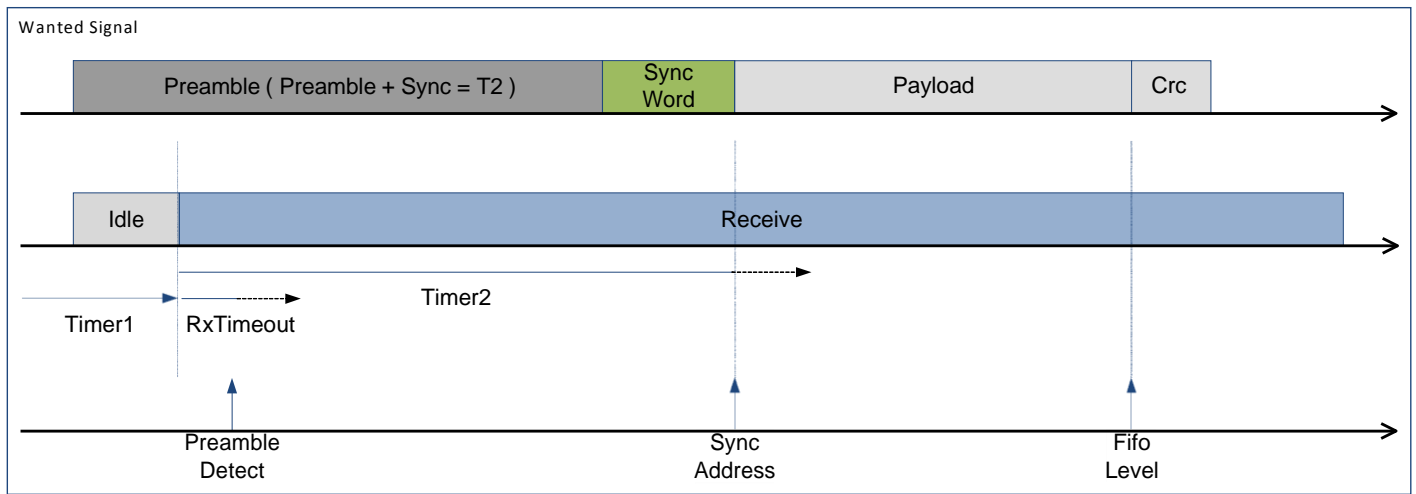 Wanted Signal
Preamble ( Preamble + Sync = T2 )
Sync
Word
Payload
Crc
Idle
Receive
Timer2
Timer1
RxTimeout
Preamble
Detect
Sync
Address
Fifo
Level